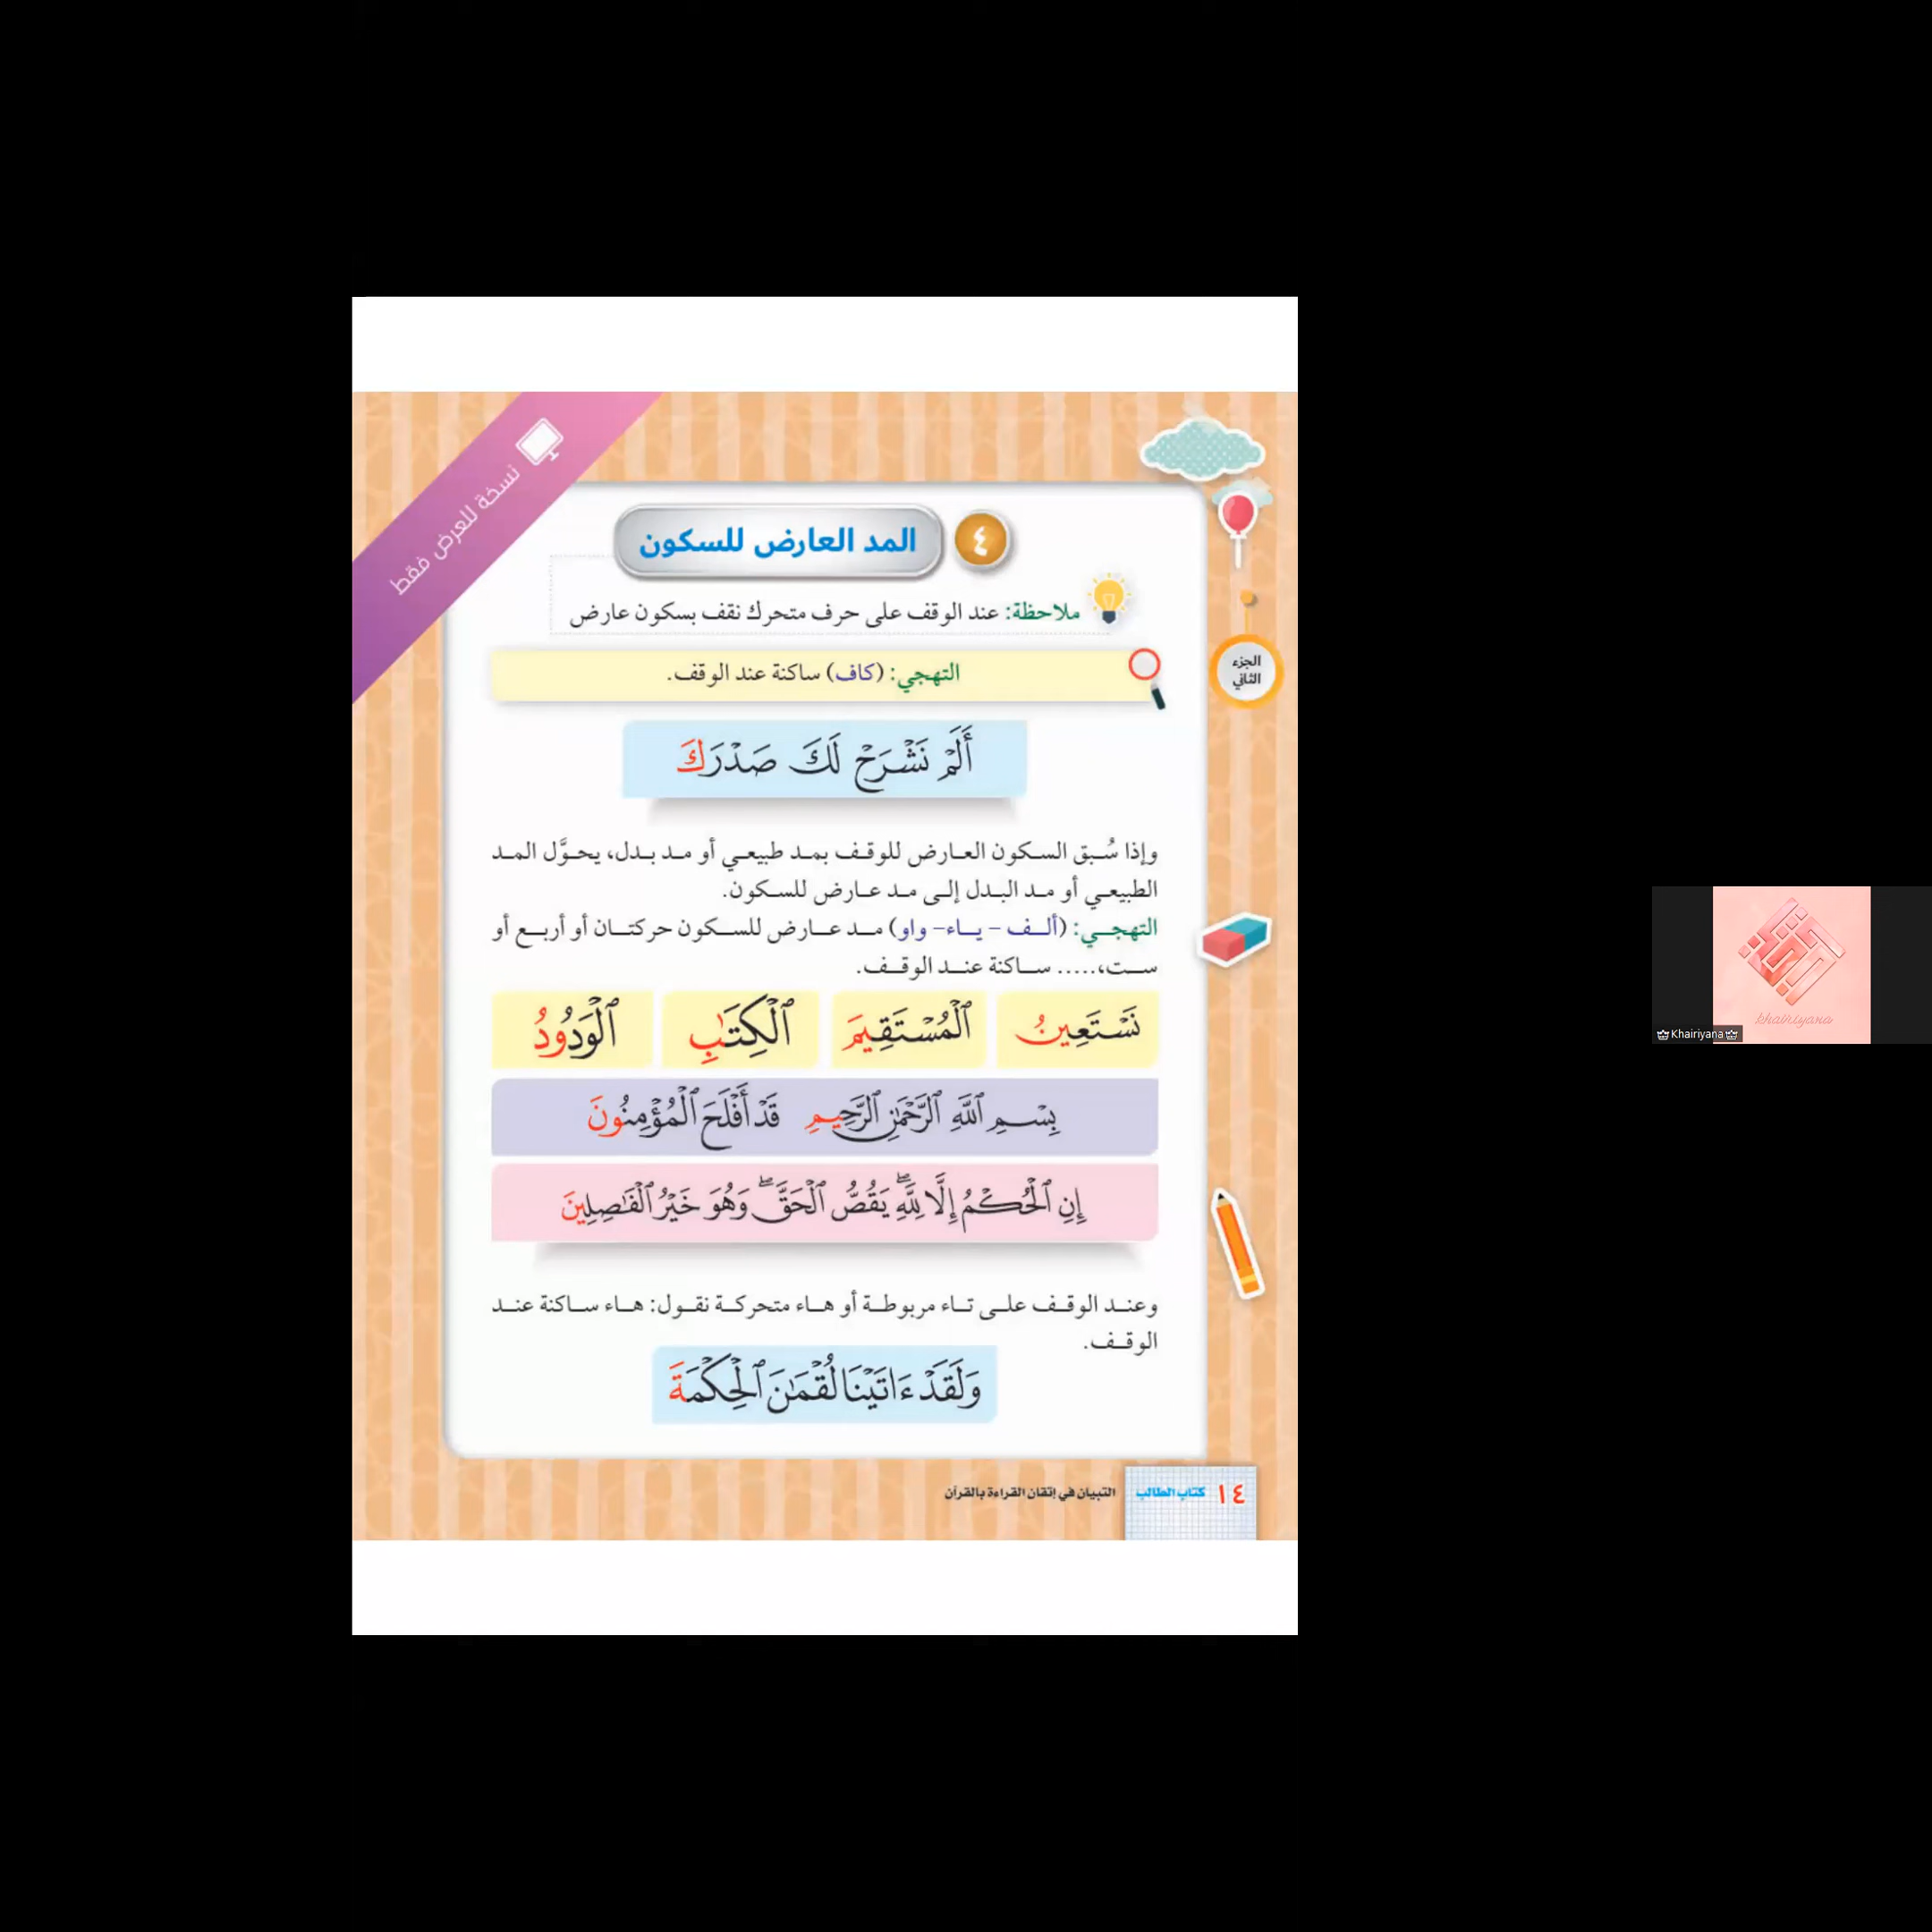 نسخة للعرض فقط
٤ المد العارض للسكون
ملاحظة: عند الوقف على حرف متحرك نقف بسكون عارض
التهجي: (كاف) ساكنة عند الوقف.
الجزء
الثاني
أَلَمْ نَشْرَحْ لَكَ صَدْرَكَ
وإذا سُبق السكون العارض للوقف بمد طبيعي أو مد بدل، يحوَّل المد
الطبيعي أو مد البدل إلى مد عارض للسكون.
التهجي: (ألف – ياء– واو) مد عارض للسكون حركتان أو أربع أو
ست،..... ساكنة عند الوقف.
نَسْتَعِينُ ٱلْمُسْتَقِيمَ ٱلْكِتَٰبِ ٱلْوَدُودُ
بِسْمِ ٱللَّهِ ٱلرَّحْمَٰنِ ٱلرَّحِيمِ قَدْ أَفْلَحَ ٱلْمُؤْمِنُونَ
إِنِ ٱلْحُكْمُ إِلَّا لِلَّهِۖ يَقُصُّ ٱلْحَقَّۖ وَهُوَ خَيْرُ ٱلْفَٰصِلِينَ
وعند الوقف على تاء مربوطة أو هاء متحركة نقول: هاء ساكنة عند
الوقف.
وَلَقَدْ ءَاتَيْنَا لُقْمَٰنَ ٱلْحِكْمَةَ
١٤ كتاب الطالب التبيان في إتقان القراءة بالقرآن
khairiyana
Khairiyana